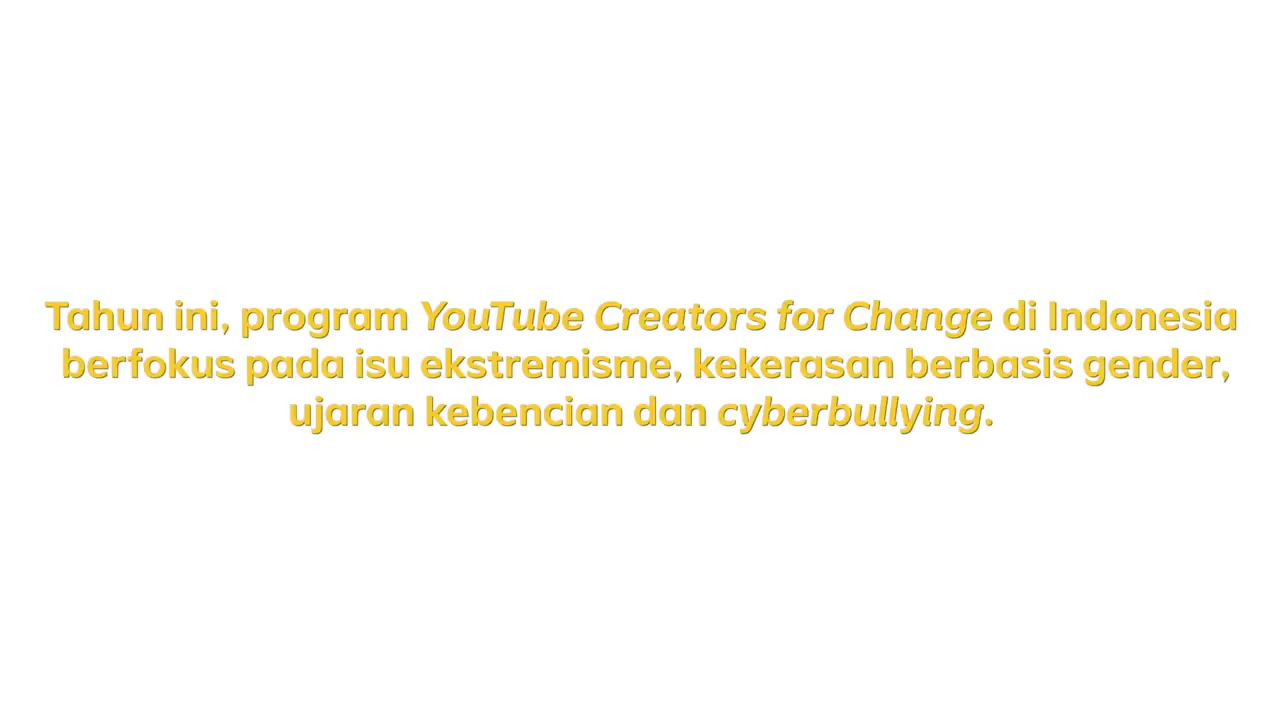 Tahun ini, program YouTube Creators for Change di Indonesia
berfokus pada isu ekstremisme, kekerasan berbasis gender,
ujaran kebencian dan cyberbullying.